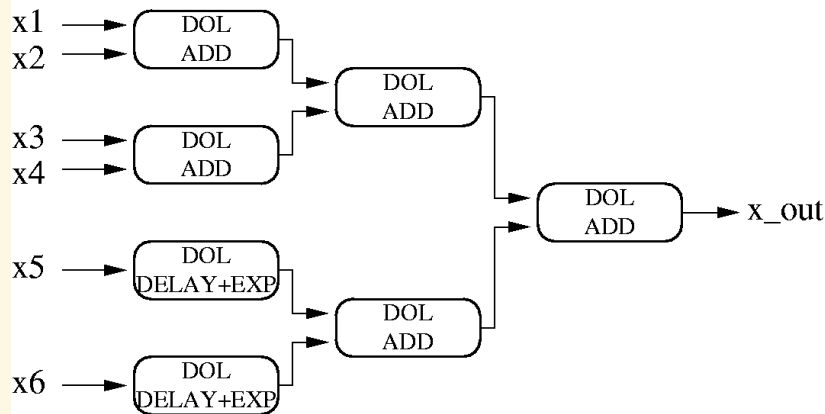 x1
x2
DOL
ADD
x3
x4
DOL
ADD
DOL
ADD
x5
DOL
DELAY+EXP
x6
DOL
DELAY+EXP
DOL
ADD
DOL
ADD
x_out